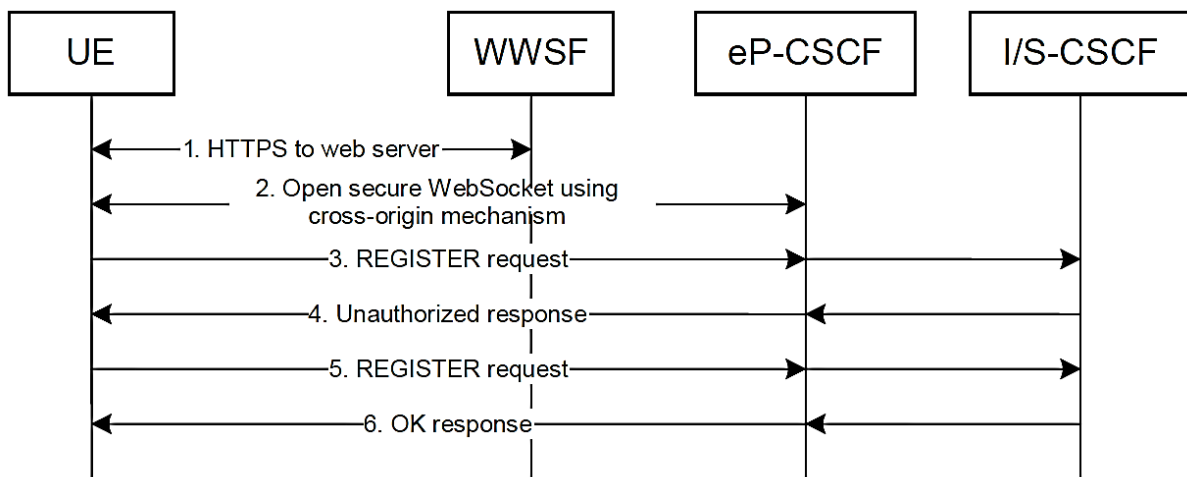 UE
WWSF
eP-CSCF
I/S-CSCF
1. HTTPS to web server
2. Open secure WebSocket using
cross-origin mechanism
3. REGISTER request
4. Unauthorized response
5. REGISTER request
6. OK response